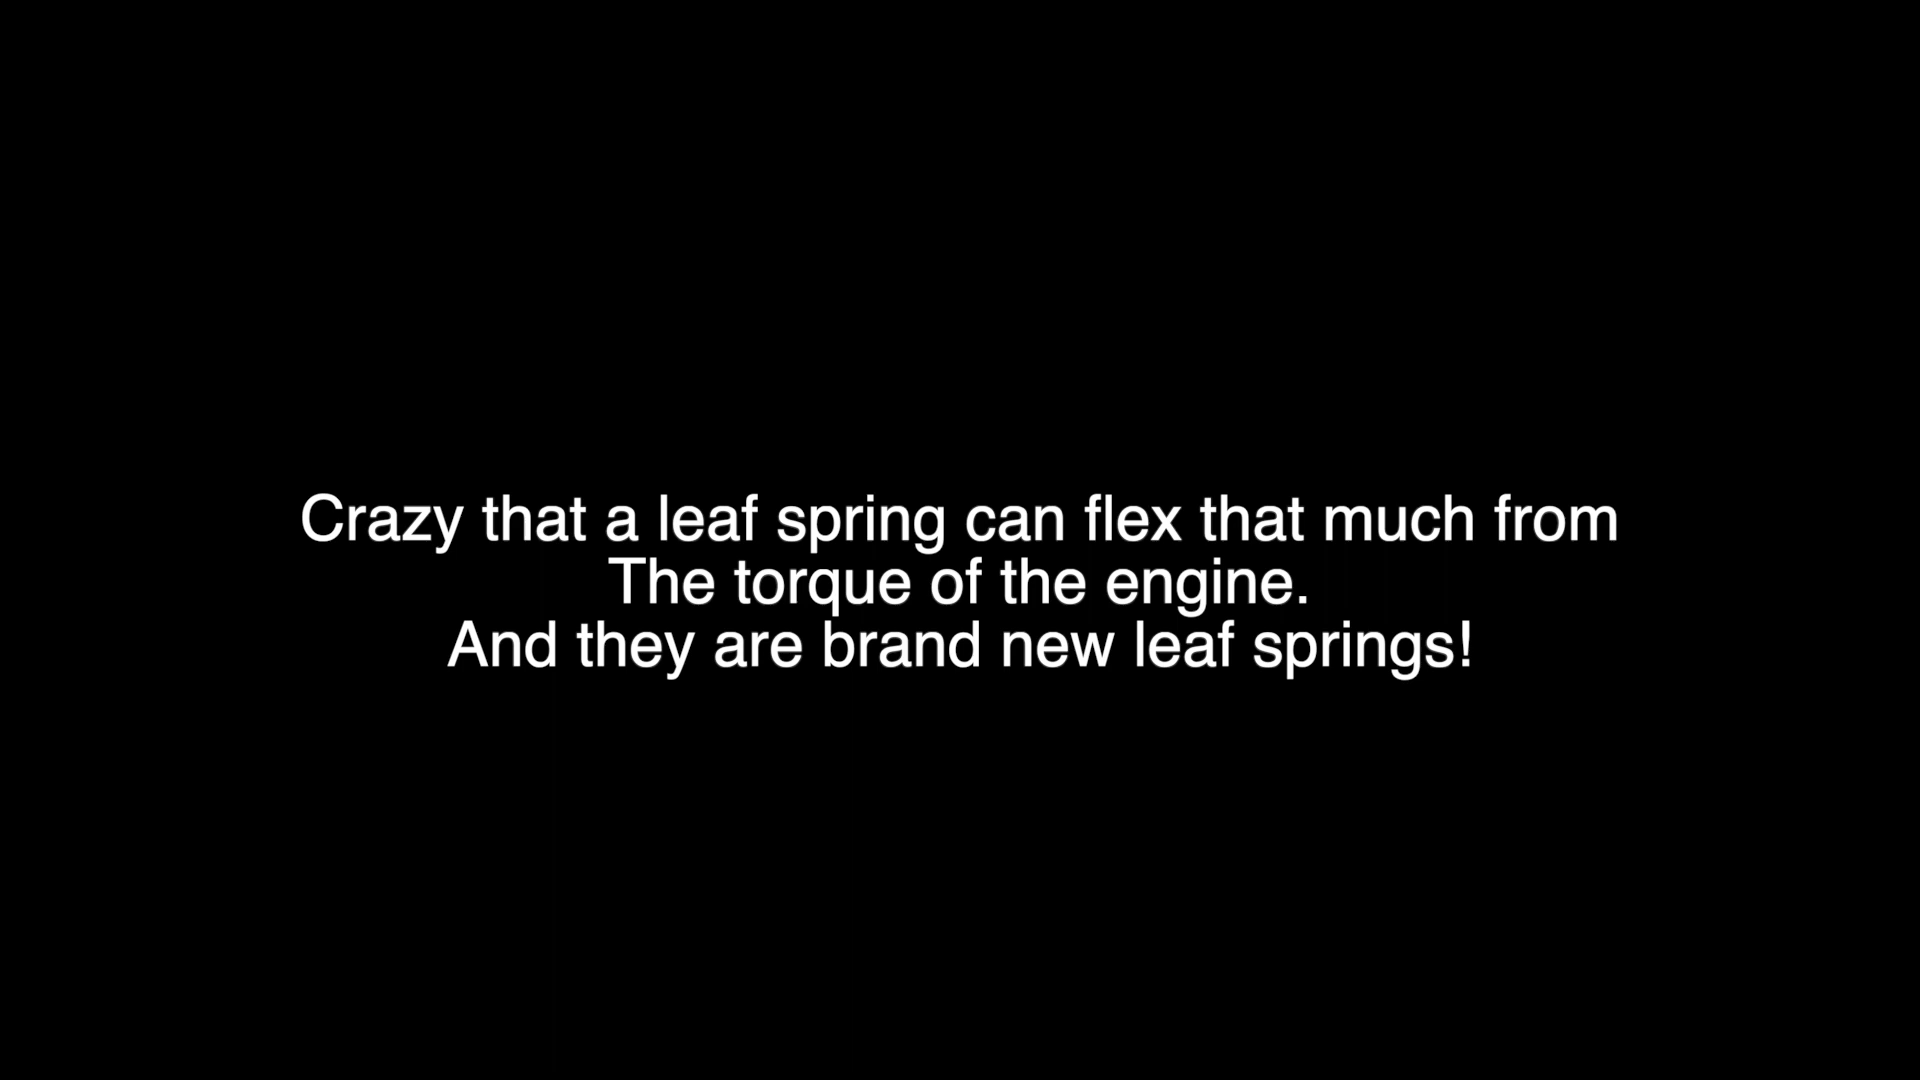 Crazy that a leaf spring can flex that much from
The torque of the engine.
And they are brand new leaf springs!